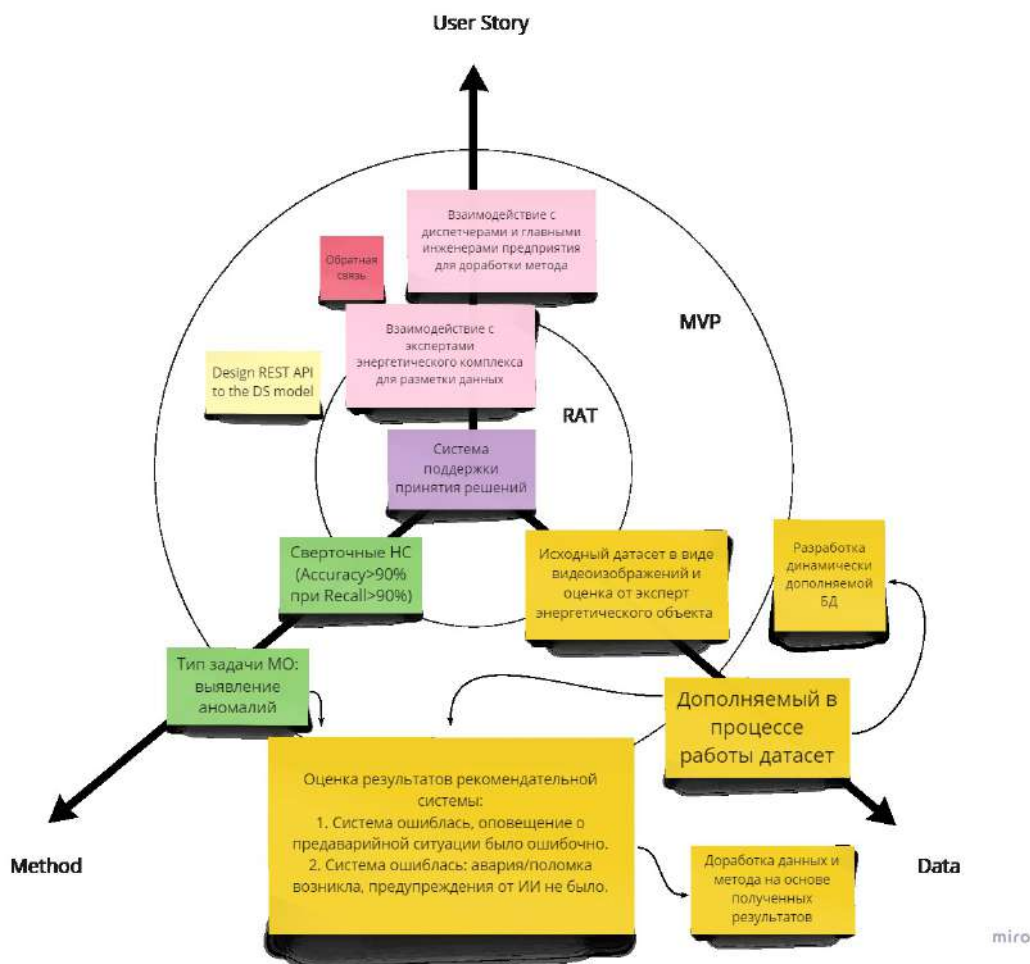 User Story
Взаимодействие с
диспетчерами и главными
инженерами предприятия
для доработки метода
Обратная
связь
MVP
Взаимодействие с
экспертами
энергетического комплекса
для разметки данных
Design REST API
to the DS model
RAT
Система
поддержки
принятия решений
Сверточные НС
(Accuracy>90%
при Recall>90%)
Исходный датасет в виде
видеоизображений и
оценка от эксперт
энергетического объекта
Разработка
динамически
дополняемой
БД
Тип задачи МО:
выявление
аномалий
Дополняемый в
процессе
работы датасет
Оценка результатов рекомендательной
системы:
1. Система ошиблась, оповещение о
предаварийной ситуации было ошибочно.
2. Система ошиблась: авария/поломка
возникла, предупреждения от ИИ не было.
Method
Доработка данных и
метода на основе
полученных
результатов
Data
miro